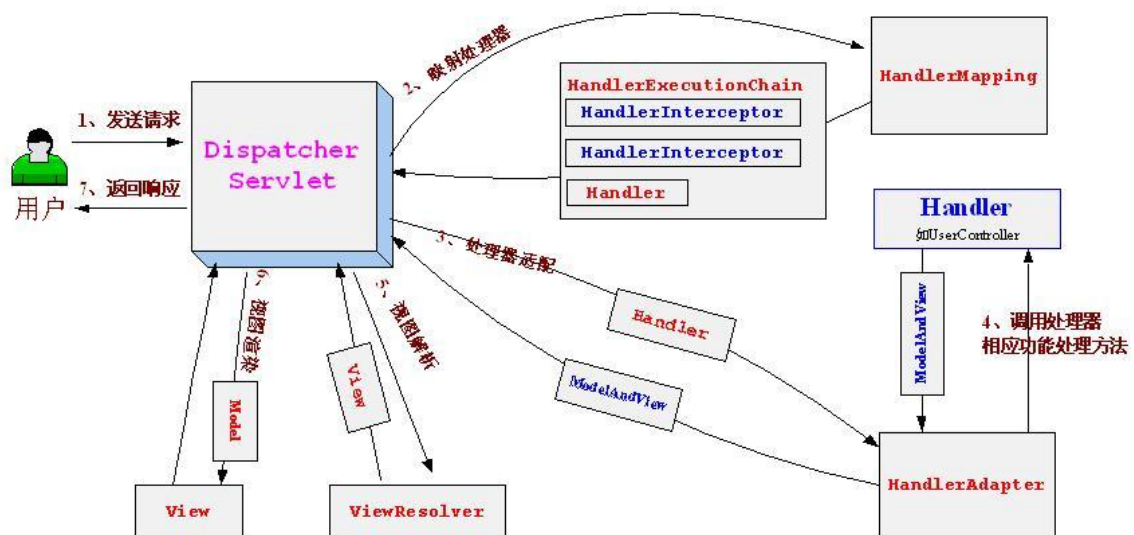 1、发送请求
7、返回响应
用户
Dispatcher
Servlet
2、映射处理器
HandlerExecutionChain
HandlerInterceptor
HandlerInterceptor
Handler
HandlerMapping
Handler
如UserController
3、处理器适配
Handler
ModelAndView
ModelAndView
4、调用处理器
相应功能处理方法
HandlerAdapter
5、视图解析
View
ViewResolver
6、视图渲染
Model
View